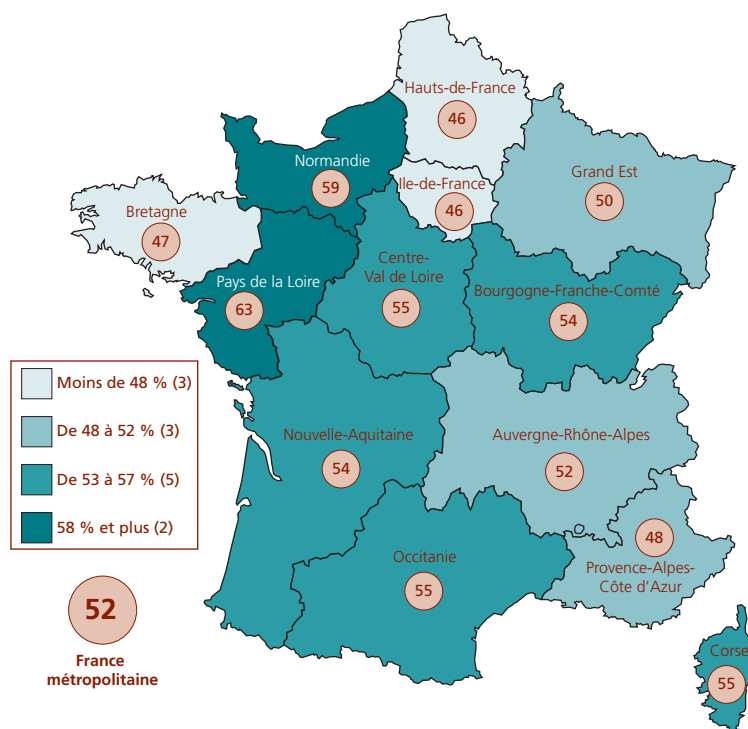 Hauts-de-France
46
Normandie
59
Ile-de-France
46
Grand Est
50
Bretagne
47
Pays de la Loire
63
Centre-
Val de Loire
55
Bourgogne-Franche-Comté
54
Moins de 48 % (3)
De 48 à 52 % (3)
De 53 à 57 % (5)
58 % et plus (2)
Nouvelle-Aquitaine
54
Auvergne-Rhône-Alpes
52
48
Provence-Alpes-
Côte d'Azur
Occitanie
55
52
France
métropolitaine
Corse
55